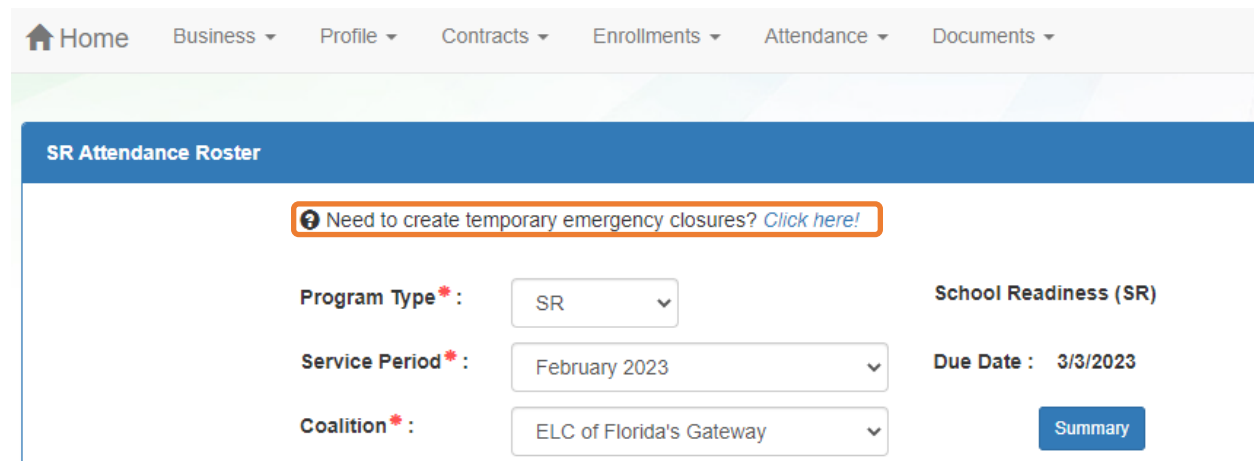 Home Business Profile Contracts Enrollments Attendance Documents
SR Attendance Roster
Need to create temporary emergency closures? Click here!
Program Type* : SR School Readiness (SR)
Service Period* : February 2023 Due Date : 3/3/2023
Coalition* : ELC of Florida's Gateway Summary